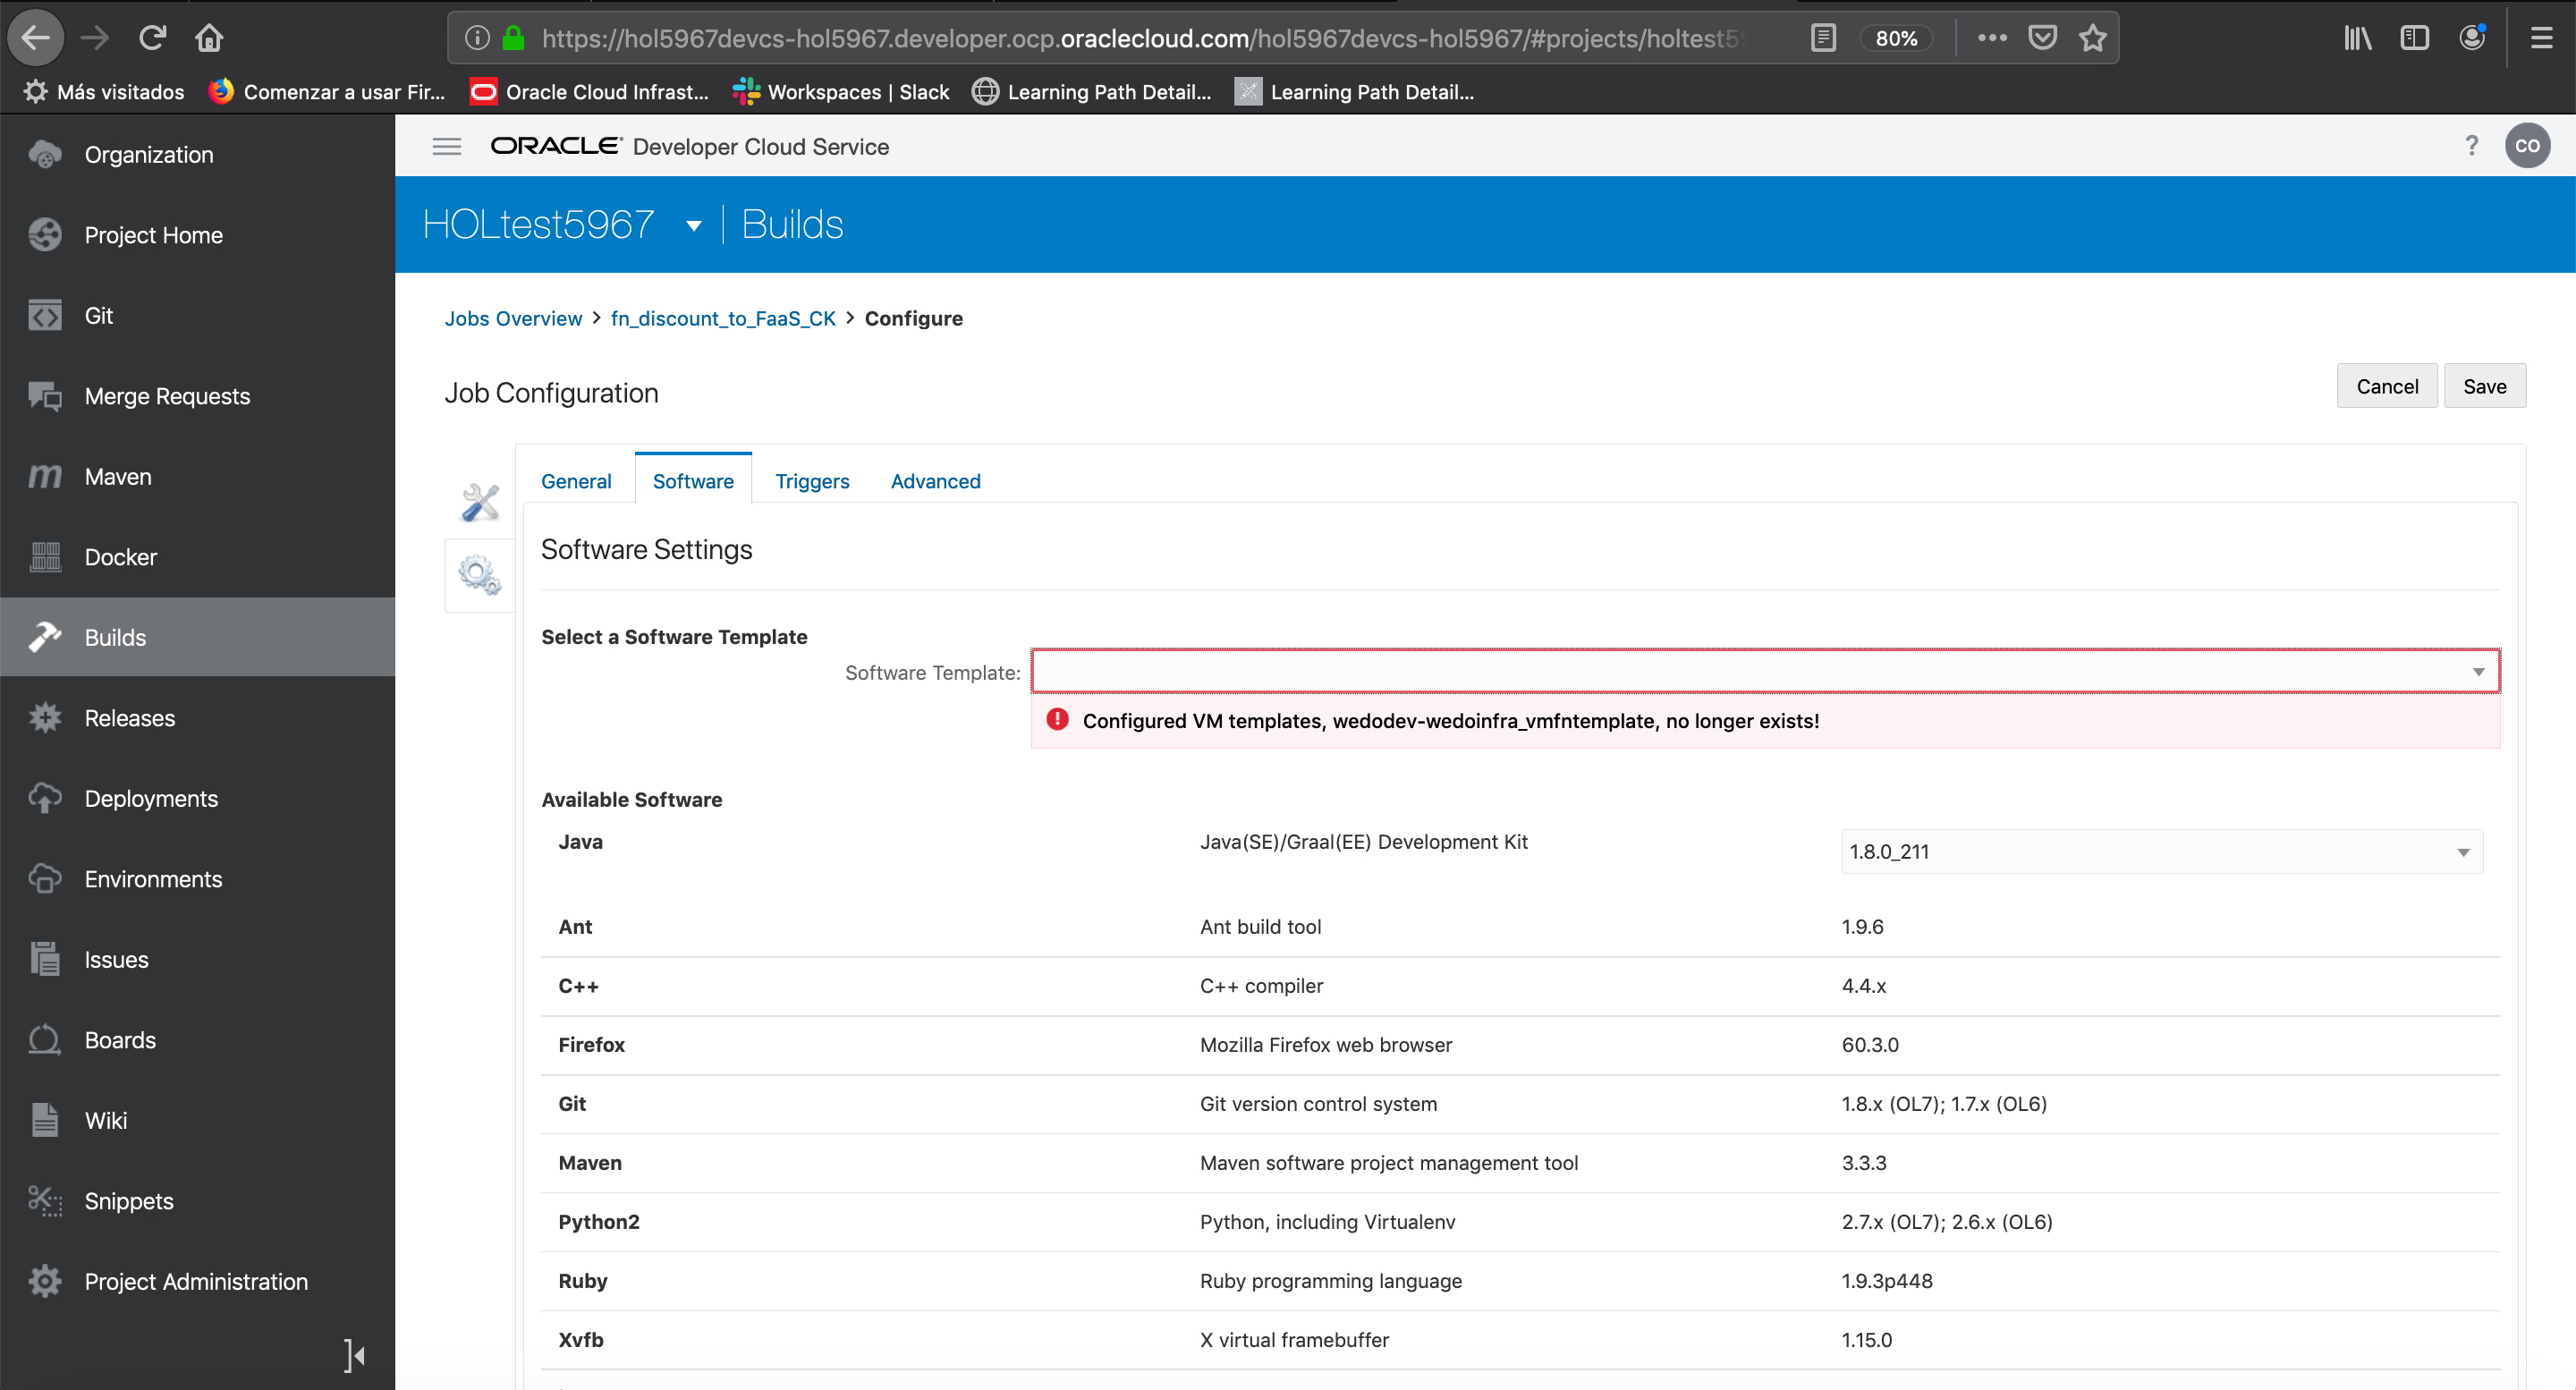 https://hol5967devcs-hol5967.developer.ocp.oraclecloud.com/hol5967devcs-hol5967/#projects/holtest59
80%
Más visitados
Comenzar a usar Fir...
Oracle Cloud Infrast...
Workspaces | Slack
Learning Path Detail...
Learning Path Detail...
Organization
Project Home
Git
Merge Requests
Maven
Docker
Builds
Releases
Deployments
Environments
Issues
Boards
Wiki
Snippets
Project Administration
ORACLE® Developer Cloud Service
?
CO
HOLtest5967 | Builds
Jobs Overview > fn_discount_to_FaaS_CK > Configure
Job Configuration
Cancel
Save
General
Software
Triggers
Advanced
Software Settings
Select a Software Template
Software Template:
Configured VM templates, wedodev-wedoinfra_vmfntemplate, no longer exists!
Available Software
Java Java(SE)/Graal(EE) Development Kit 1.8.0_211
Ant Ant build tool 1.9.6
C++ C++ compiler 4.4.x
Firefox Mozilla Firefox web browser 60.3.0
Git Git version control system 1.8.x (OL7); 1.7.x (OL6)
Maven Maven software project management tool 3.3.3
Python2 Python, including Virtualenv 2.7.x (OL7); 2.6.x (OL6)
Ruby Ruby programming language 1.9.3p448
Xvfb X virtual framebuffer 1.15.0